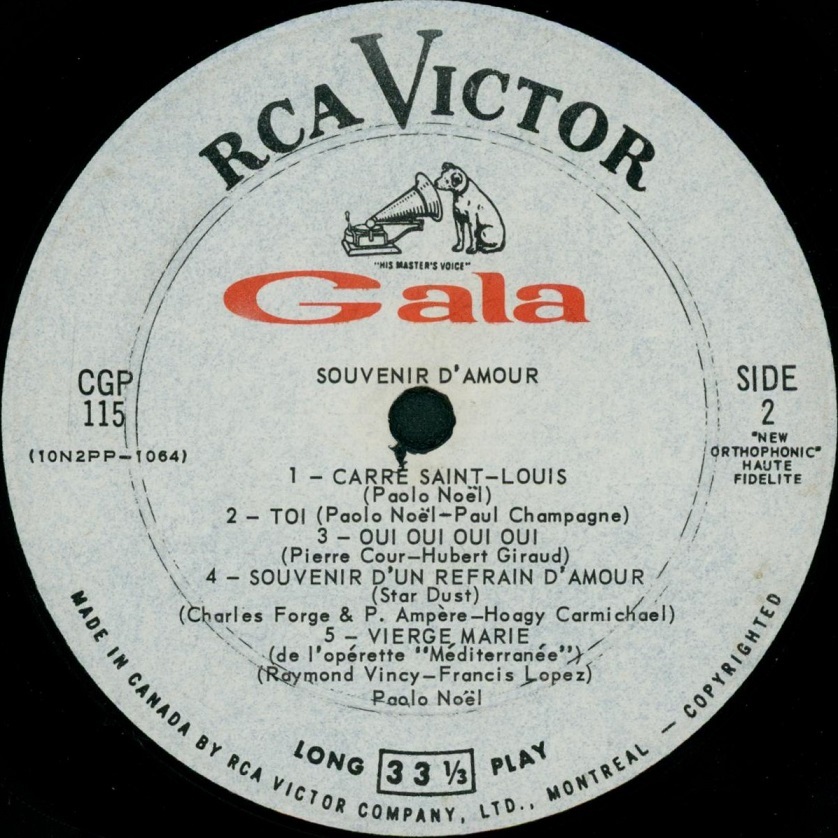 RCA VICTOR
"HIS MASTER'S VOICE"
Gala
SOUVENIR D'AMOUR
CGP
115
(10N2PP-1064)
SIDE
2
"NEW
ORTHOPHONIC"
HAUTE
FIDELITE
1 - CARRÉ SAINT-LOUIS
(Paolo Noël)
2 - TOI (Paolo Noël-Paul Champagne)
3 - OUI OUI OUI OUI
(Pierre Cour-Hubert Giraud)
4 - SOUVENIR D'UN REFRAIN D'AMOUR
(Star Dust)
(Charles Forge & P. Ampère-Hoagy Carmichael)
5 - VIERGE MARIE
(de l'opérette "Méditerranée")
(Raymond Vincy-Francis Lopez)
Paolo Noël
LONG 33 ⅓ PLAY
MADE IN CANADA BY RCA VICTOR COMPANY, LTD., MONTREAL — COPYRIGHTED